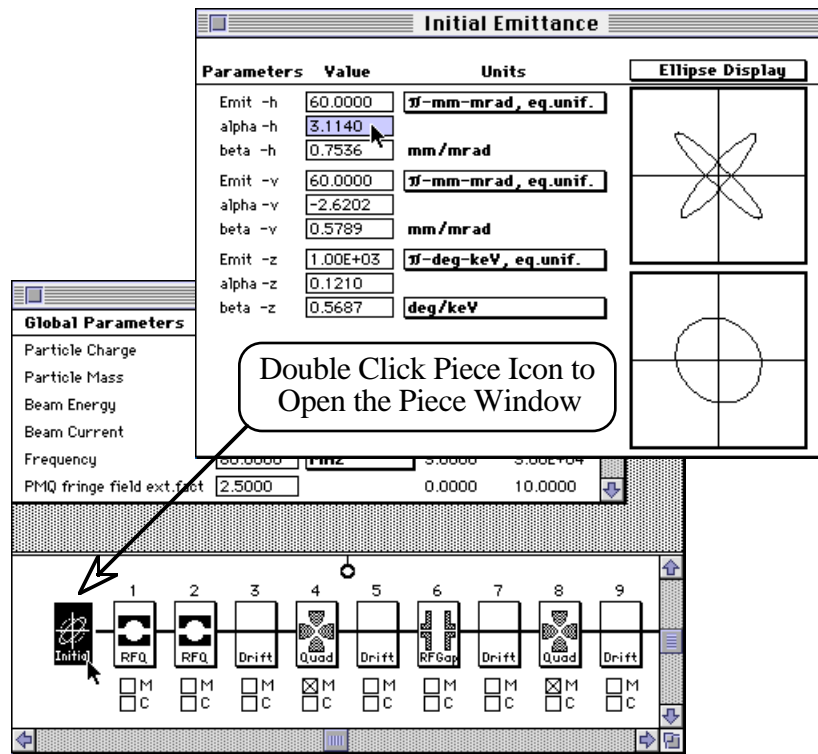 Initial Emittance
Parameters Value Units Ellipse Display
Emit -h 60.0000 π-mm-mrad, eq.unif.
alpha -h 3.1140
beta -h 0.7536 mm/mrad
Emit -v 60.0000 π-mm-mrad, eq.unif.
alpha -v -2.6202
beta -v 0.5789 mm/mrad
Emit -z 1.00E+03 π-deg-keV, eq.unif.
alpha -z 0.1210
beta -z 0.5687 deg/keV
Global Parameters
Particle Charge
Particle Mass
Beam Energy
Beam Current
Double Click Piece Icon to
Open the Piece Window
Frequency
PMQ fringe field ext.fact 2.5000 0.0000 10.0000
1 2 3 4 5 6 7 8 9
Initial RFQ RFQ Drift Quad Drift RFGap Drift Quad Drift
M M M M M M M M M
C C C C C C C C C